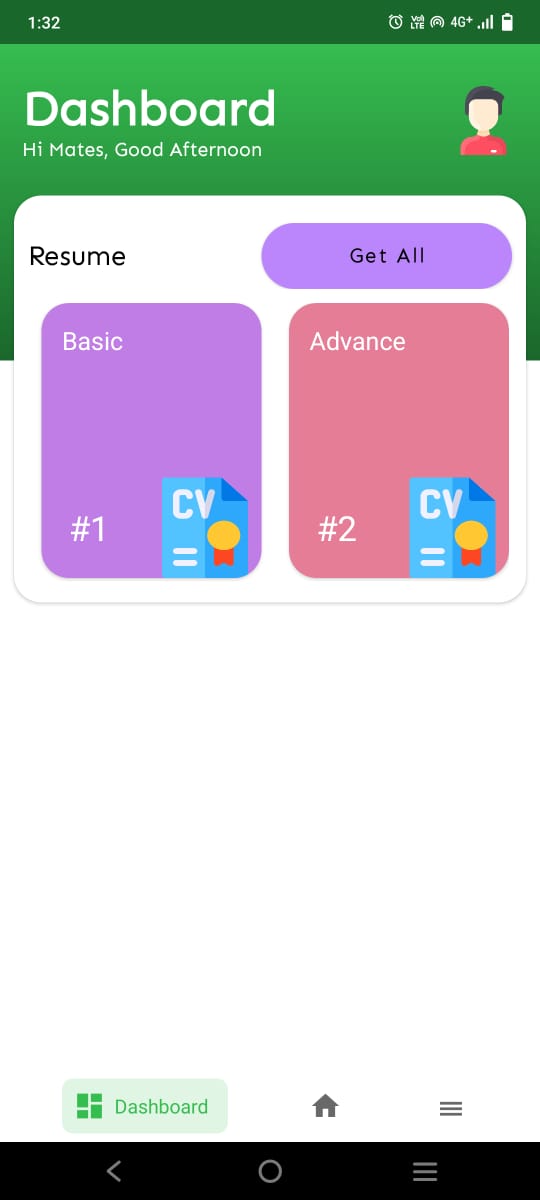 1:32
Vo) LTE 4G+
Dashboard
Hi Mates, Good Afternoon
Resume
Get All
Basic
Advance
CV
CV
#1
#2
Dashboard